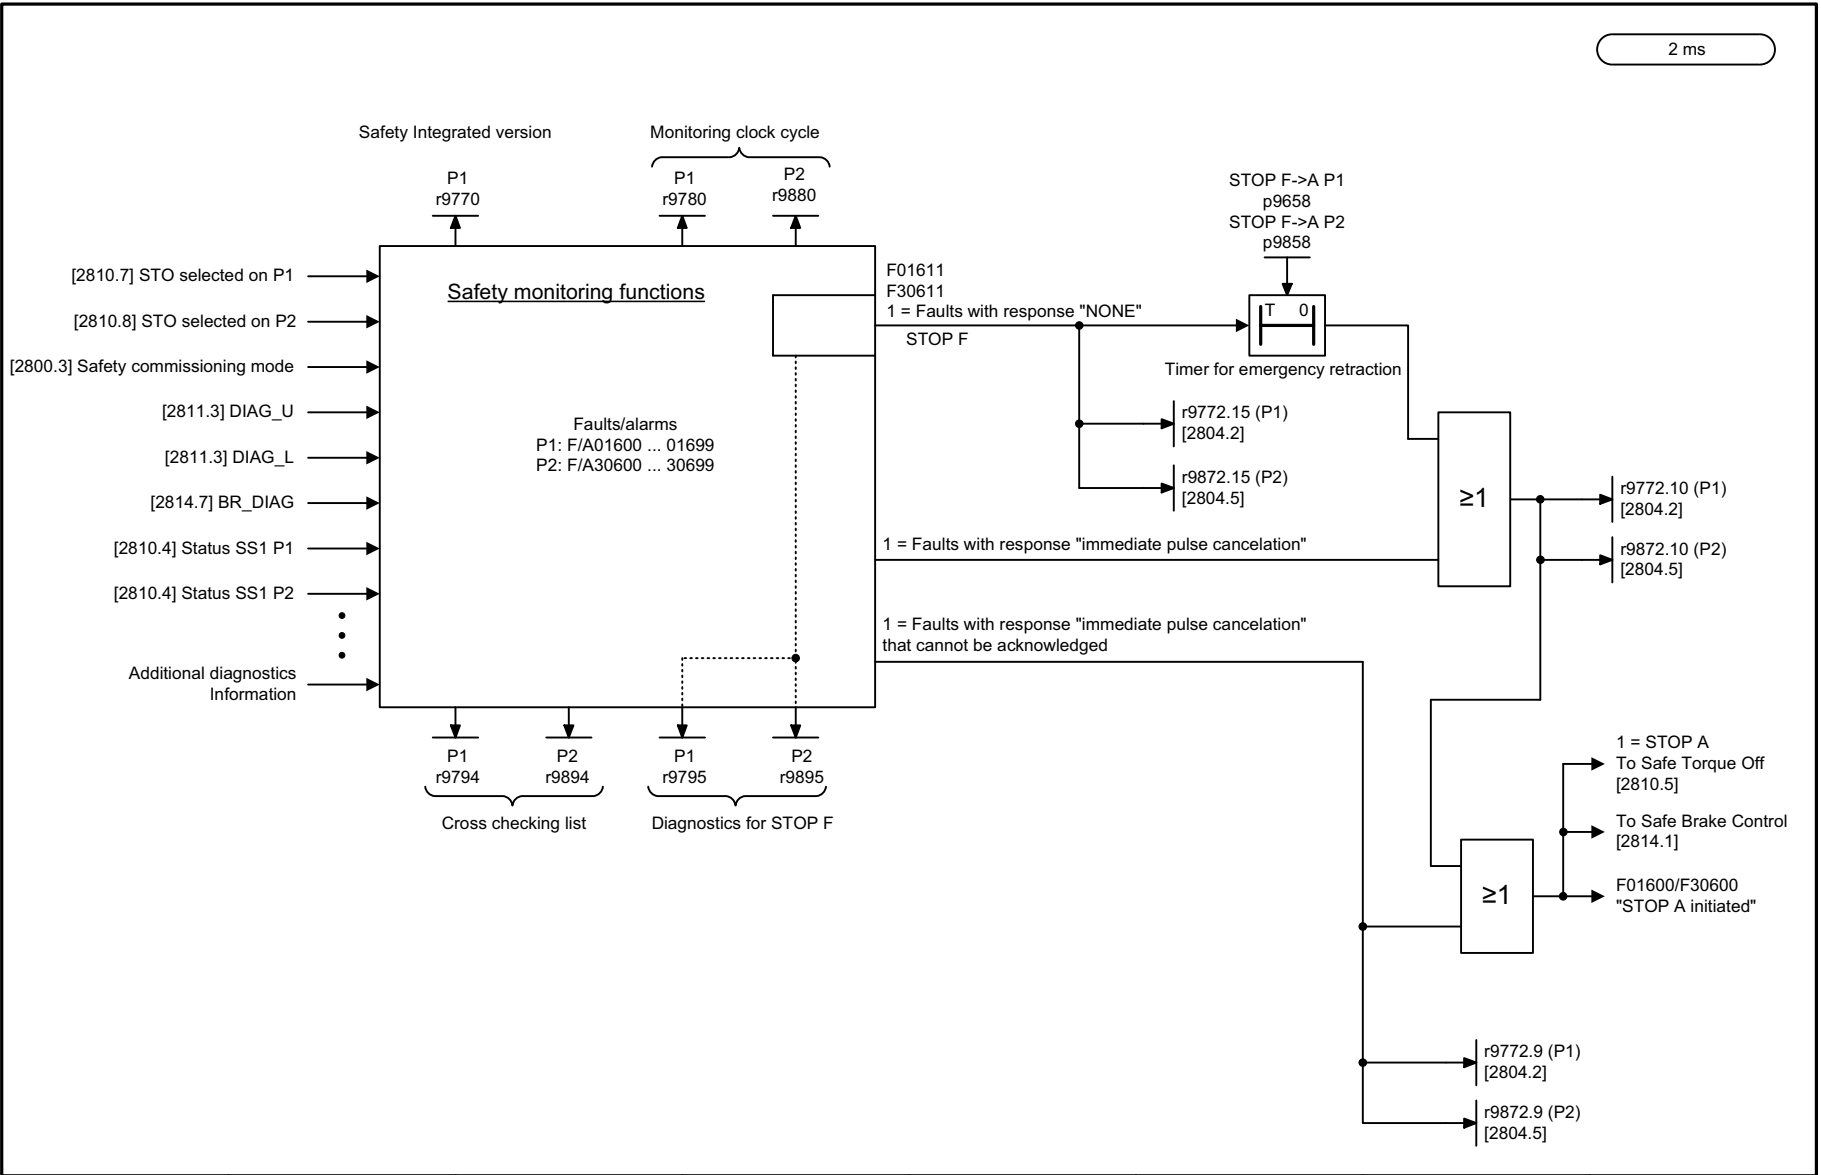 2 ms
Safety Integrated version
Monitoring clock cycle
P1
r9770
P1
r9780
P2
r9880
STOP F->A P1
p9658
STOP F->A P2
p9858
[2810.7] STO selected on P1
[2810.8] STO selected on P2
[2800.3] Safety commissioning mode
[2811.3] DIAG_U
[2811.3] DIAG_L
[2814.7] BR_DIAG
[2810.4] Status SS1 P1
[2810.4] Status SS1 P2
Additional diagnostics
Information
Safety monitoring functions
Faults/alarms
P1: F/A01600 ... 01699
P2: F/A30600 ... 30699
F01611
F30611
1 = Faults with response "NONE"
STOP F
T 0
Timer for emergency retraction
r9772.15 (P1)
[2804.2]
r9872.15 (P2)
[2804.5]
≥1
r9772.10 (P1)
[2804.2]
r9872.10 (P2)
[2804.5]
1 = Faults with response "immediate pulse cancelation"
1 = Faults with response "immediate pulse cancelation"
that cannot be acknowledged
P1
r9794
P2
r9894
P1
r9795
P2
r9895
Cross checking list
Diagnostics for STOP F
1 = STOP A
To Safe Torque Off
[2810.5]
To Safe Brake Control
[2814.1]
≥1
F01600/F30600
"STOP A initiated"
r9772.9 (P1)
[2804.2]
r9872.9 (P2)
[2804.5]